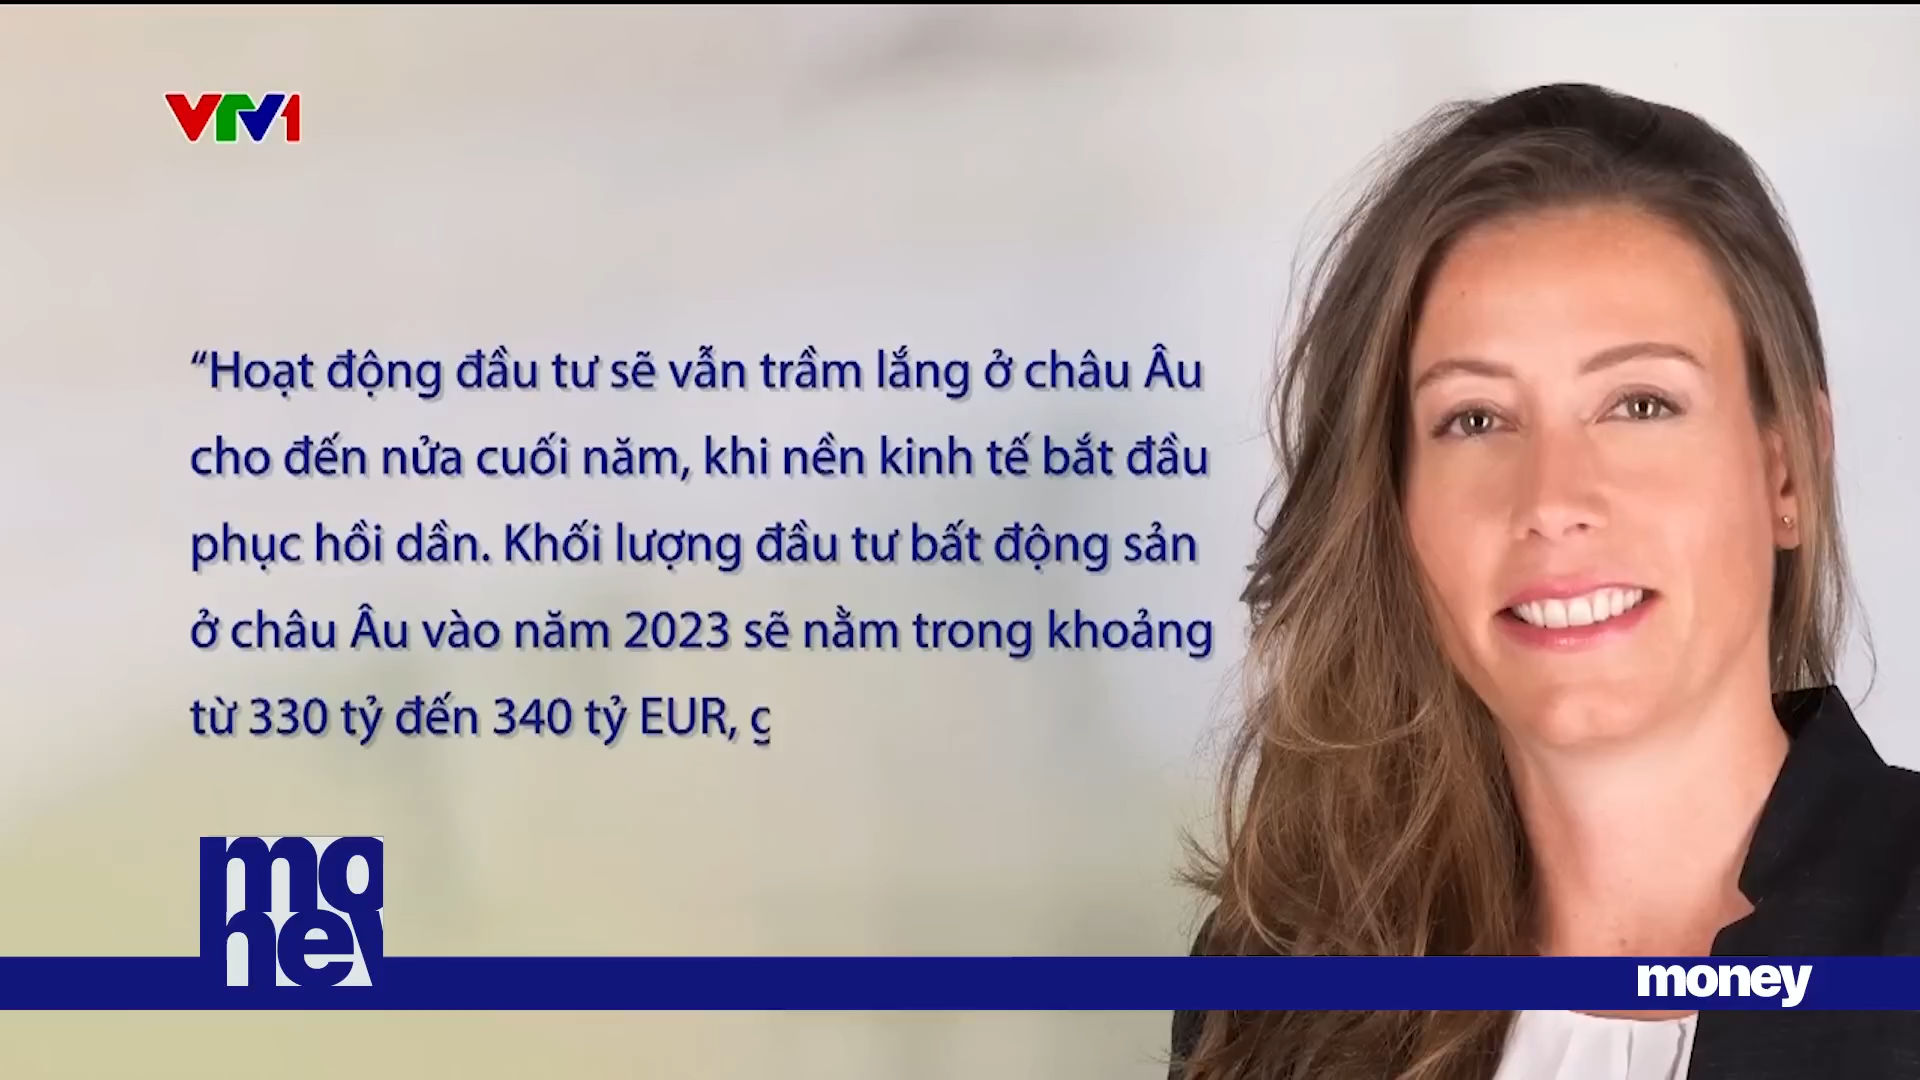 VTV1
“Hoạt động đầu tư sẽ vẫn trầm lắng ở châu Âu
cho đến nửa cuối năm, khi nền kinh tế bắt đầu
phục hồi dần. Khối lượng đầu tư bất động sản
ở châu Âu vào năm 2023 sẽ nằm trong khoảng
từ 330 tỷ đến 340 tỷ EUR, g
mo
ney
money